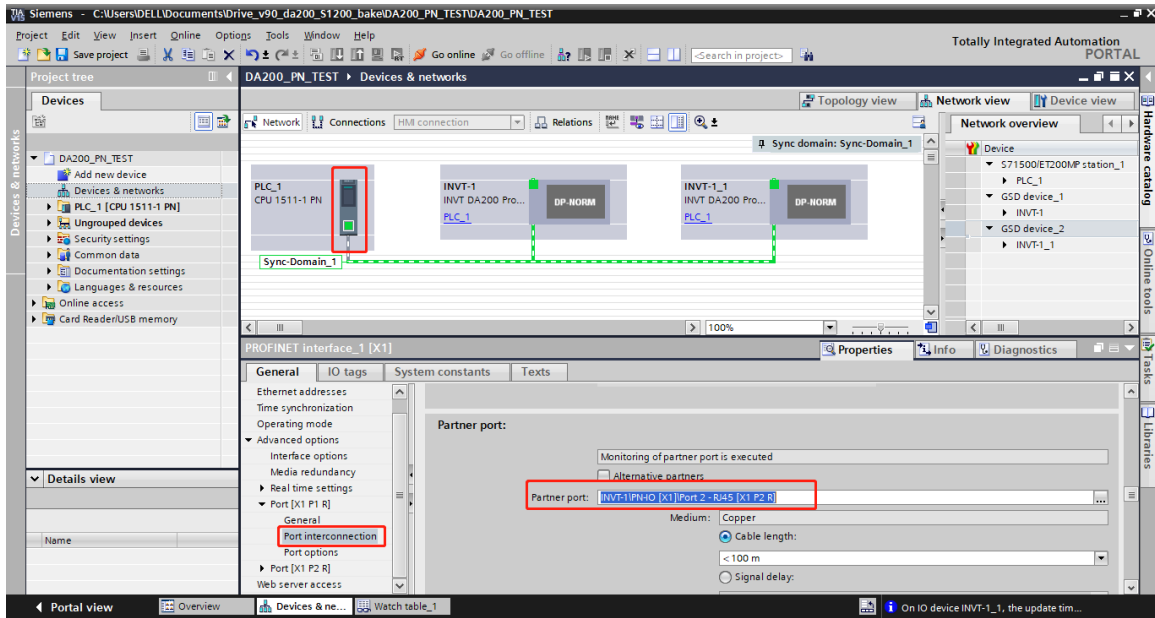 Siemens - C:\Users\DELL\Documents\Drive_v90_da200_S1200_bake\DA200_PN_TEST\DA200_PN_TEST
Project Edit View Insert Online Options Tools Window Help
Totally Integrated Automation
PORTAL
Save project
Go online
Go offline
<Search in project>
Project tree
DA200_PN_TEST ▸ Devices & networks
Devices
Topology view
Network view
Device view
Network
Connections
HMI connection
Relations
Network overview
Devices & networks
Hardware catalog
Online tools
Tasks
Libraries
DA200_PN_TEST
Add new device
Devices & networks
PLC_1 [CPU 1511-1 PN]
Ungrouped devices
Security settings
Common data
Documentation settings
Languages & resources
Online access
Card Reader/USB memory
Sync domain: Sync-Domain_1
PLC_1
CPU 1511-1 PN
INVT-1
INVT DA200 Pro...
PLC_1
DP-NORM
INVT-1_1
INVT DA200 Pro...
PLC_1
DP-NORM
Sync-Domain_1
Device
S71500/ET200MP station_1
PLC_1
GSD device_1
INVT-1
GSD device_2
INVT-1_1
100%
PROFINET interface_1 [X1]
Properties
Info
Diagnostics
General
IO tags
System constants
Texts
Ethernet addresses
Time synchronization
Operating mode
Advanced options
Interface options
Media redundancy
Real time settings
Port [X1 P1 R]
General
Port interconnection
Port options
Port [X1 P2 R]
Web server access
Partner port:
Monitoring of partner port is executed
Alternative partners
Partner port: INVT-1\PN-IO [X1]\Port 2 - RJ45 [X1 P2 R]
...
Medium: Copper
Cable length:
< 100 m
Signal delay:
Details view
Name
Portal view
Overview
Devices & ne...
Watch table_1
On IO device INVT-1_1, the update tim...